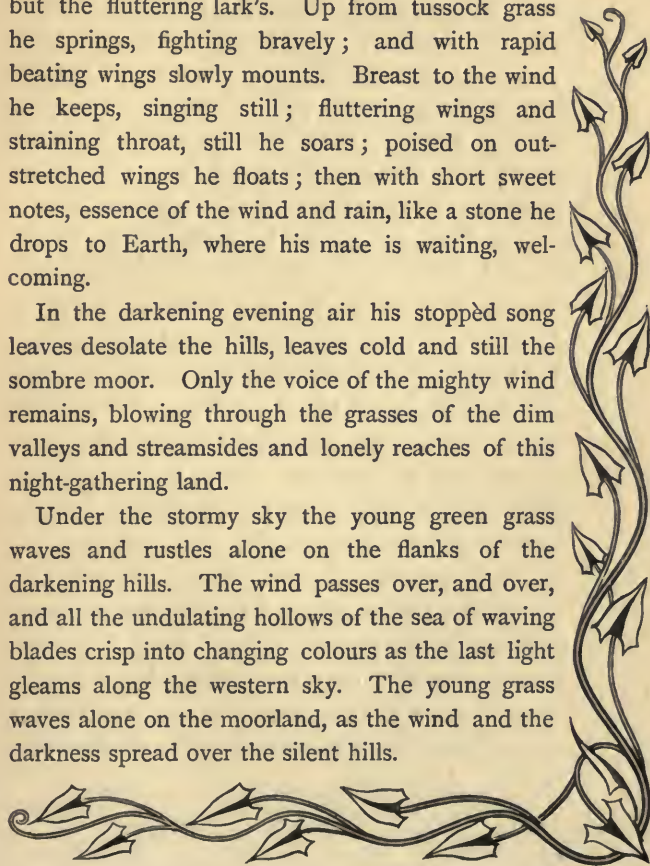 but the fluttering lark's. Up from tussock grass
he springs, fighting bravely; and with rapid
beating wings slowly mounts. Breast to the wind
he keeps, singing still; fluttering wings and
straining throat, still he soars; poised on out-
stretched wings he floats; then with short sweet
notes, essence of the wind and rain, like a stone he
drops to Earth, where his mate is waiting, wel-
coming.
In the darkening evening air his stoppèd song
leaves desolate the hills, leaves cold and still the
sombre moor. Only the voice of the mighty wind
remains, blowing through the grasses of the dim
valleys and streamsides and lonely reaches of this
night-gathering land.
Under the stormy sky the young green grass
waves and rustles alone on the flanks of the
darkening hills. The wind passes over, and over,
and all the undulating hollows of the sea of waving
blades crisp into changing colours as the last light
gleams along the western sky. The young grass
waves alone on the moorland, as the wind and the
darkness spread over the silent hills.